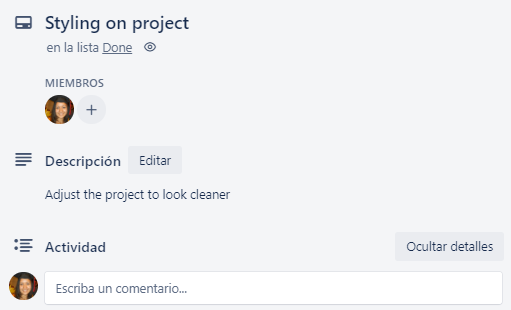 Styling on project
en la lista Done
MIEMBROS
Descripción Editar
Adjust the project to look cleaner
Actividad Ocultar detalles
Escriba un comentario...